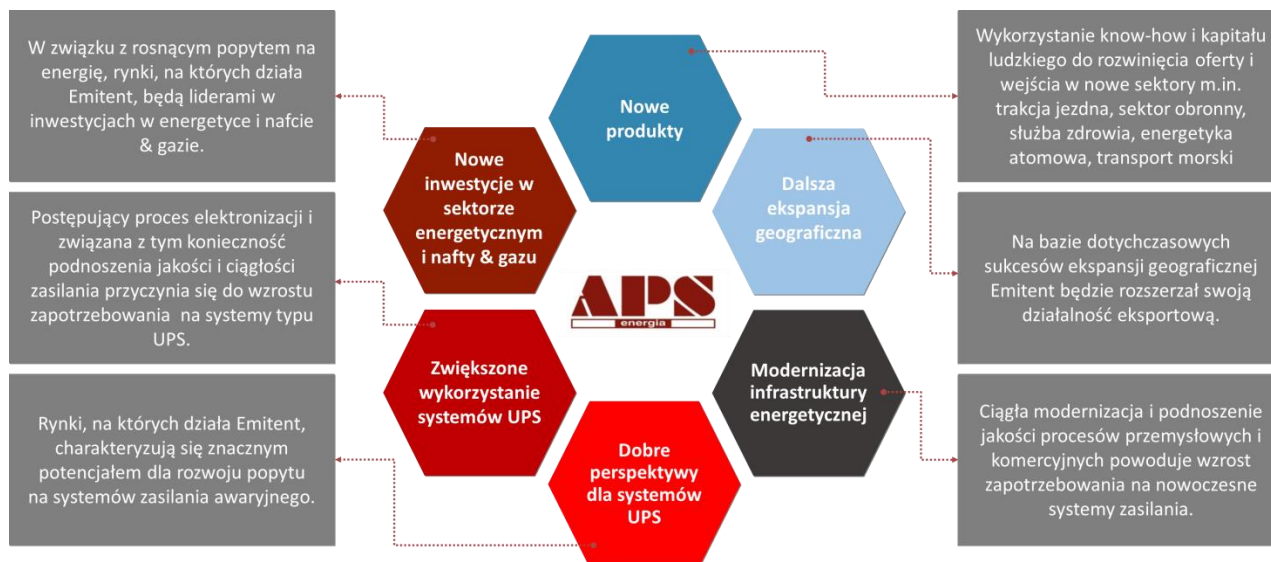 W związku z rosnącym popytem na
energię, rynki, na których działa
Emitent, będą liderami w
inwestycjach w energetyce i nafcie
& gazie.
Postępujący proces elektronizacji i
związana z tym konieczność
podnoszenia jakości i ciągłości
zasilania przyczynia się do wzrostu
zapotrzebowania na systemy typu
UPS.
Rynki, na których działa Emitent,
charakteryzują się znacznym
potencjałem dla rozwoju popytu
na systemów zasilania awaryjnego.
Nowe
produkty
Nowe
inwestycje w
sektorze
energetycznym
i nafty & gazu
Dalsza
ekspansja
geograficzna
APS
energia
Zwiększone
wykorzystanie
systemów UPS
Modernizacja
infrastruktury
energetycznej
Dobre
perspektywy
dla systemów
UPS
Wykorzystanie know-how i kapitału
ludzkiego do rozwinięcia oferty i
wejścia w nowe sektory m.in.
trakcja jezdna, sektor obronny,
służba zdrowia, energetyka
atomowa, transport morski
Na bazie dotychczasowych
sukcesów ekspansji geograficznej
Emitent będzie rozszerzał swoją
działalność eksportową.
Ciągła modernizacja i podnoszenie
jakości procesów przemysłowych i
komercyjnych powoduje wzrost
zapotrzebowania na nowoczesne
systemy zasilania.